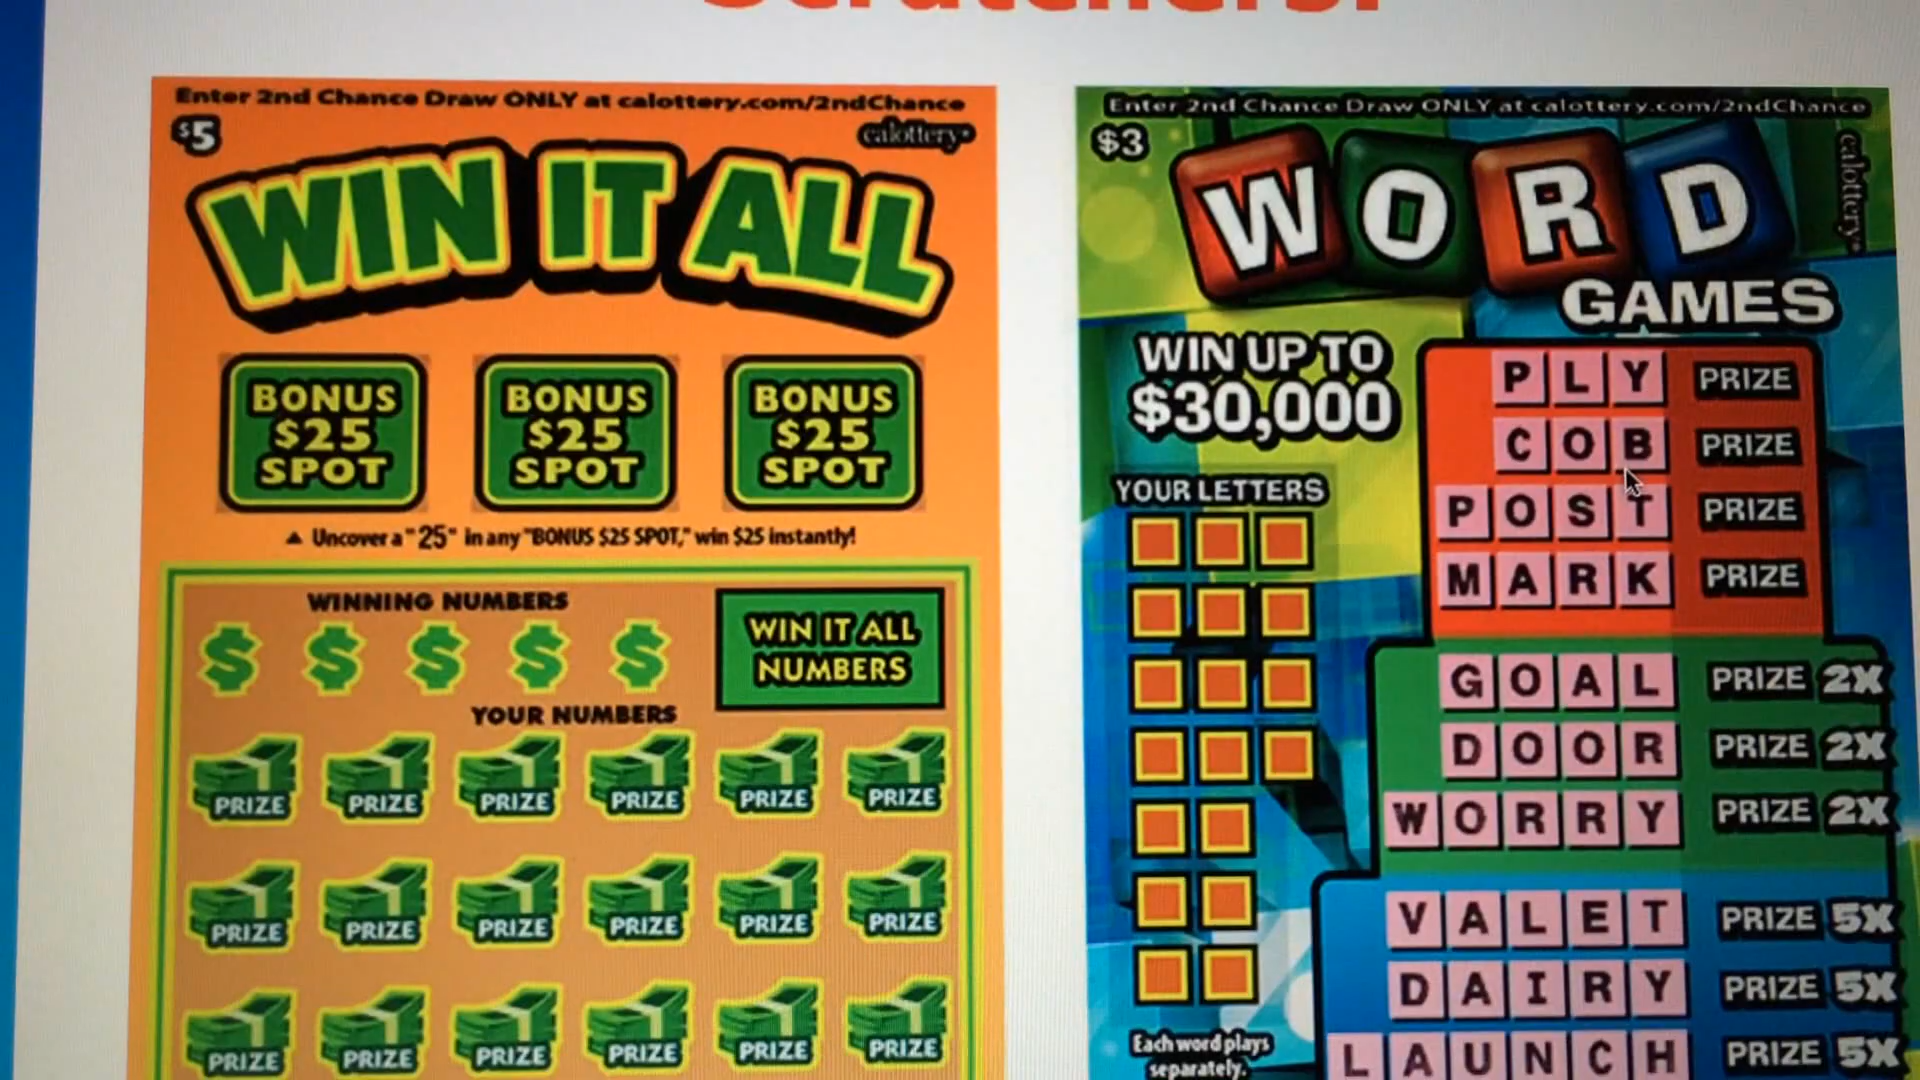 Scratchers!
Enter 2nd Chance Draw ONLY at calottery.com/2ndChance
$5
calottery
WIN IT ALL
BONUS $25 SPOT
BONUS $25 SPOT
BONUS $25 SPOT
▲ Uncover a "25" in any "BONUS $25 SPOT," win $25 instantly!
WINNING NUMBERS
$ $ $ $ $
WIN IT ALL
NUMBERS
YOUR NUMBERS
PRIZE PRIZE PRIZE PRIZE PRIZE PRIZE
PRIZE PRIZE PRIZE PRIZE PRIZE PRIZE
PRIZE PRIZE PRIZE PRIZE PRIZE PRIZE
Enter 2nd Chance Draw ONLY at calottery.com/2ndChance
$3
calottery
WORD
GAMES
WIN UP TO
$30,000
YOUR LETTERS
PLY PRIZE
COB PRIZE
POST PRIZE
MARK PRIZE
GOAL PRIZE 2X
DOOR PRIZE 2X
WORRY PRIZE 2X
VALET PRIZE 5X
DAIRY PRIZE 5X
LAUNCH PRIZE 5X
Each word plays
separately.